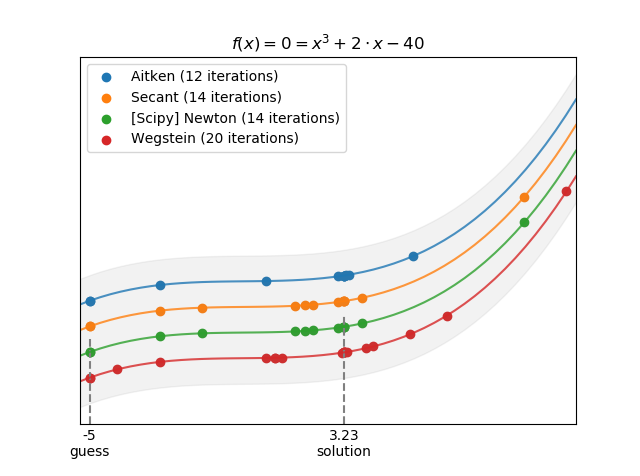 f(x) = 0 = x³ + 2 · x − 40
Aitken (12 iterations)
Secant (14 iterations)
[Scipy] Newton (14 iterations)
Wegstein (20 iterations)
-5 3.23
guess solution